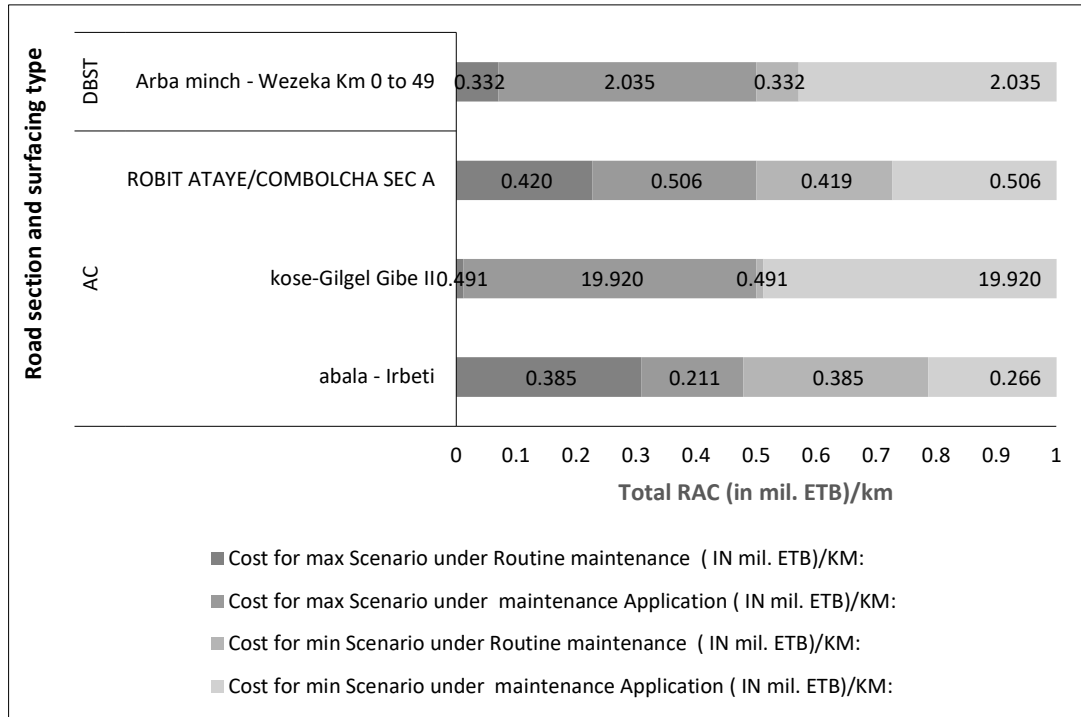 Road section and surfacing type
DBST
Arba minch - Wezeka Km 0 to 49
0.332 2.035 0.332 2.035
AC
ROBIT ATAYE/COMBOLCHA SEC A
0.420 0.506 0.419 0.506
kose-Gilgel Gibe II
0.491 19.920 0.491 19.920
abala - Irbeti
0.385 0.211 0.385 0.266
0 0.1 0.2 0.3 0.4 0.5 0.6 0.7 0.8 0.9 1
Total RAC (in mil. ETB)/km
Cost for max Scenario under Routine maintenance ( IN mil. ETB)/KM:
Cost for max Scenario under maintenance Application ( IN mil. ETB)/KM:
Cost for min Scenario under Routine maintenance ( IN mil. ETB)/KM:
Cost for min Scenario under maintenance Application ( IN mil. ETB)/KM: